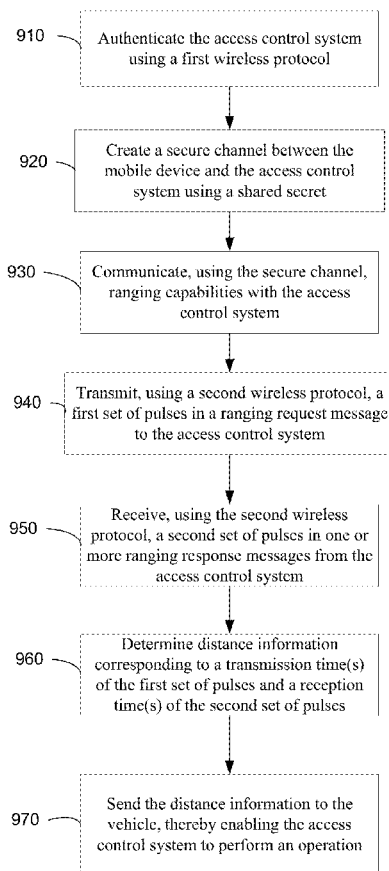 910
Authenticate the access control system
using a first wireless protocol
920
Create a secure channel between the
mobile device and the access control
system using a shared secret
930
Communicate, using the secure channel,
ranging capabilities with the access
control system
940
Transmit, using a second wireless protocol, a
first set of pulses in a ranging request message
to the access control system
950
Receive, using the second wireless
protocol, a second set of pulses in one or
more ranging response messages from the
access control system
960
Determine distance information
corresponding to a transmission time(s)
of the first set of pulses and a reception
time(s) of the second set of pulses
970
Send the distance information to the
vehicle, thereby enabling the access
control system to perform an operation